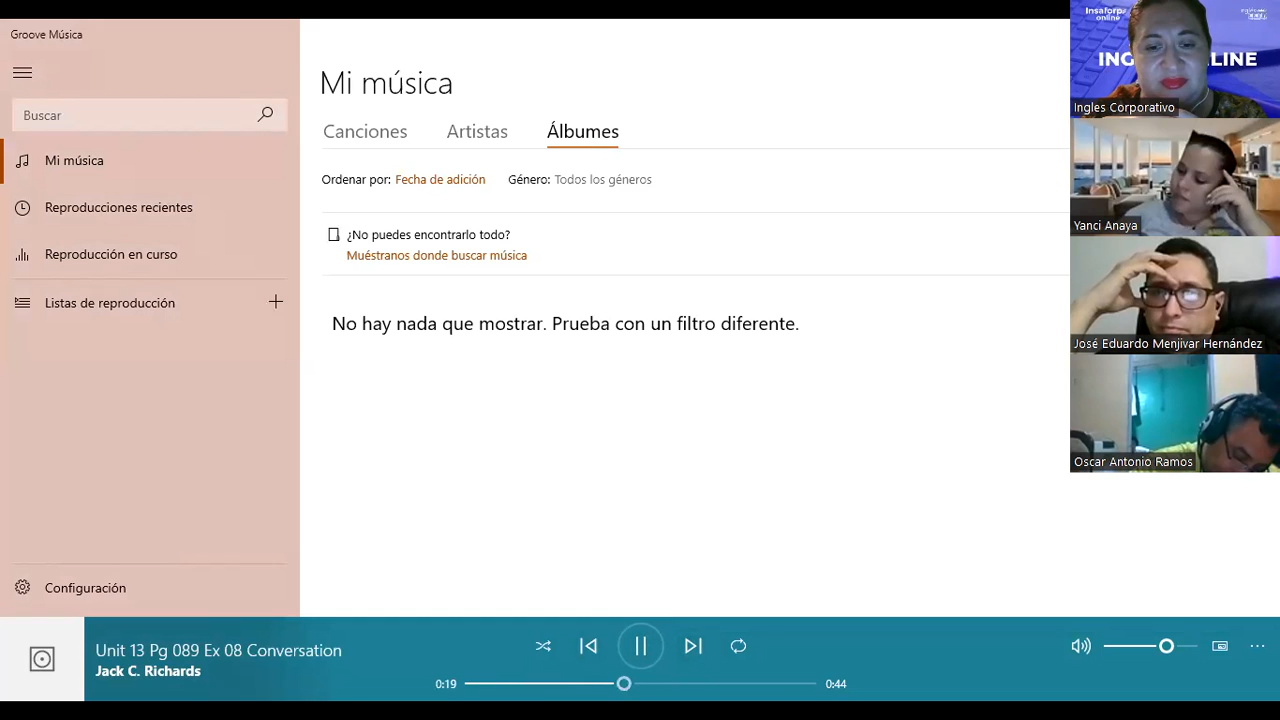 Groove Música
Buscar
Mi música
Reproducciones recientes
Reproducción en curso
Listas de reproducción
Configuración
Mi música
Canciones Artistas Álbumes
Ordenar por: Fecha de adición Género: Todos los géneros
¿No puedes encontrarlo todo?
Muéstranos donde buscar música
No hay nada que mostrar. Prueba con un filtro diferente.
Insaforp
online
ING LINE
Ingles Corporativo
Yanci Anaya
José Eduardo Menjivar Hernández
Oscar Antonio Ramos
Unit 13 Pg 089 Ex 08 Conversation
Jack C. Richards
0:19 0:44